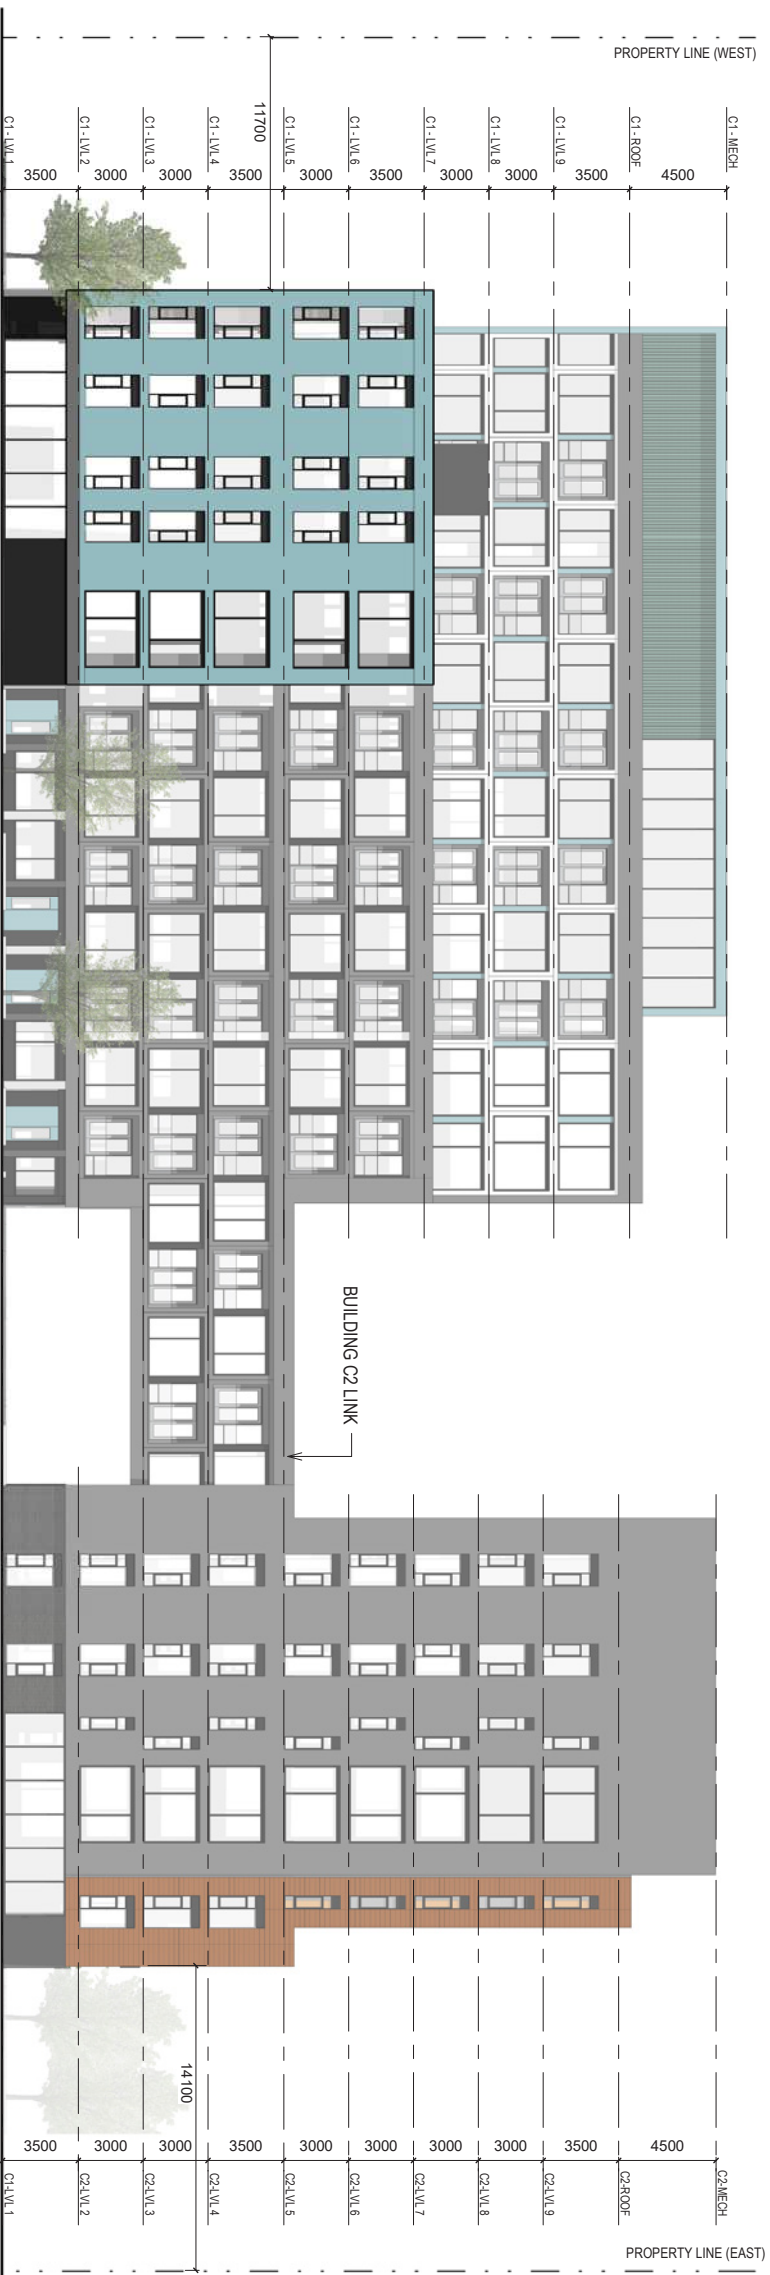 PROPERTY LINE (WEST)
11700
C1 - LVL 1
C1 - LVL 2
C1 - LVL 3
C1 - LVL 4
C1 - LVL 5
C1 - LVL 6
C1 - LVL 7
C1 - LVL 8
C1 - LVL 9
C1 - ROOF
C1 - MECH
3500
3000
3000
3500
3000
3500
3000
3000
3500
4500
BUILDING C2 LINK
14100
3500
3000
3000
3500
3000
3000
3000
3000
3500
4500
C1-LVL 1
C2-LVL 2
C2-LVL 3
C2-LVL 4
C2-LVL 5
C2-LVL 6
C2-LVL 7
C2-LVL 8
C2-LVL 9
C2-ROOF
C2-MECH
PROPERTY LINE (EAST)